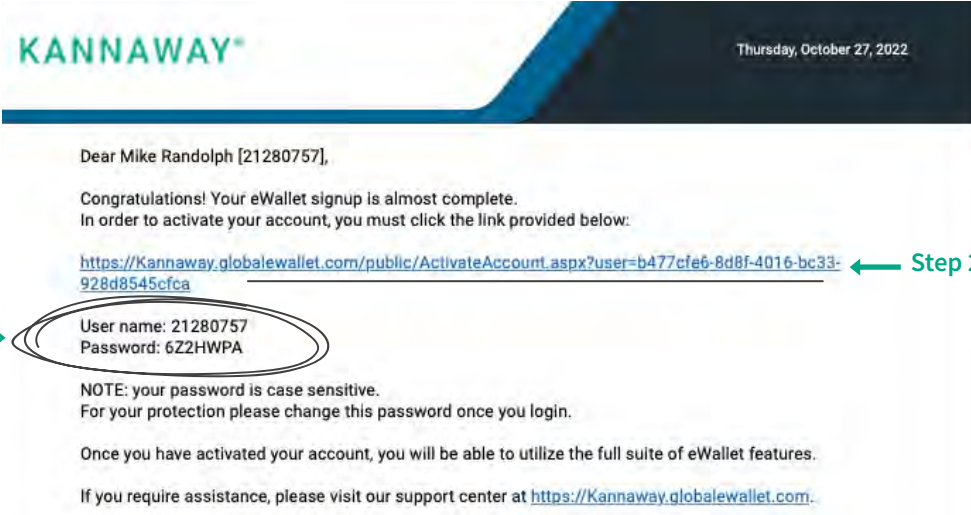 KANNAWAY®
Thursday, October 27, 2022
Dear Mike Randolph [21280757],
Congratulations! Your eWallet signup is almost complete.
In order to activate your account, you must click the link provided below:
https://Kannaway.globalewallet.com/public/ActivateAccount.aspx?user=b477cfe6-8d8f-4016-bc33-
928d8545cfca
Step 2
User name: 21280757
Password: 6Z2HWPA
NOTE: your password is case sensitive.
For your protection please change this password once you login.
Once you have activated your account, you will be able to utilize the full suite of eWallet features.
If you require assistance, please visit our support center at https://Kannaway.globalewallet.com.